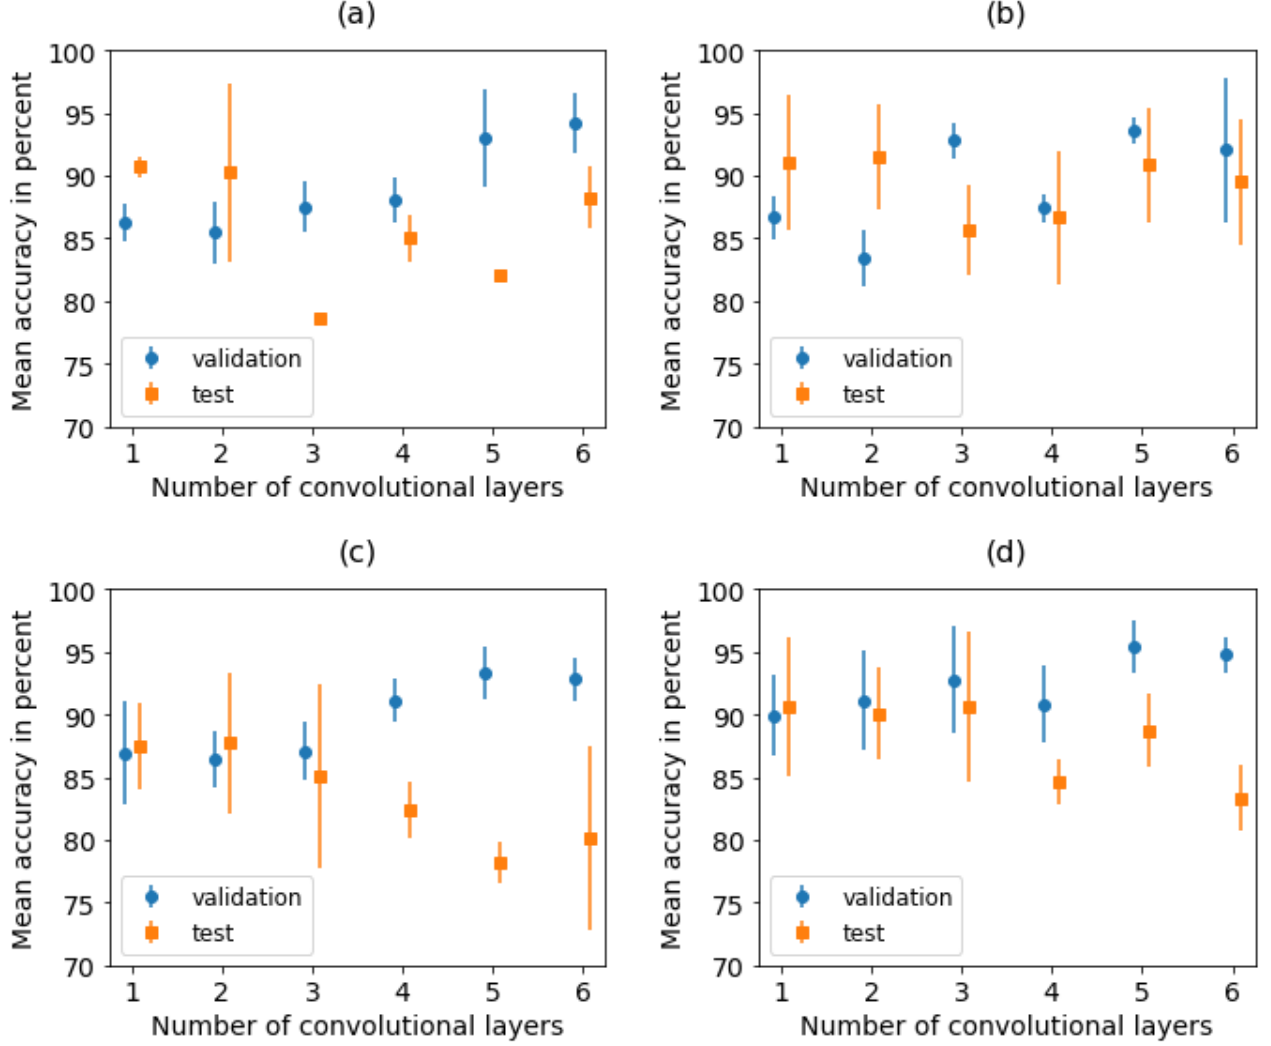 (a)
Mean accuracy in percent
100
95
90
85
80
75
70
validation
test
1 2 3 4 5 6
Number of convolutional layers
(b)
Mean accuracy in percent
100
95
90
85
80
75
70
validation
test
1 2 3 4 5 6
Number of convolutional layers
(c)
Mean accuracy in percent
100
95
90
85
80
75
70
validation
test
1 2 3 4 5 6
Number of convolutional layers
(d)
Mean accuracy in percent
100
95
90
85
80
75
70
validation
test
1 2 3 4 5 6
Number of convolutional layers